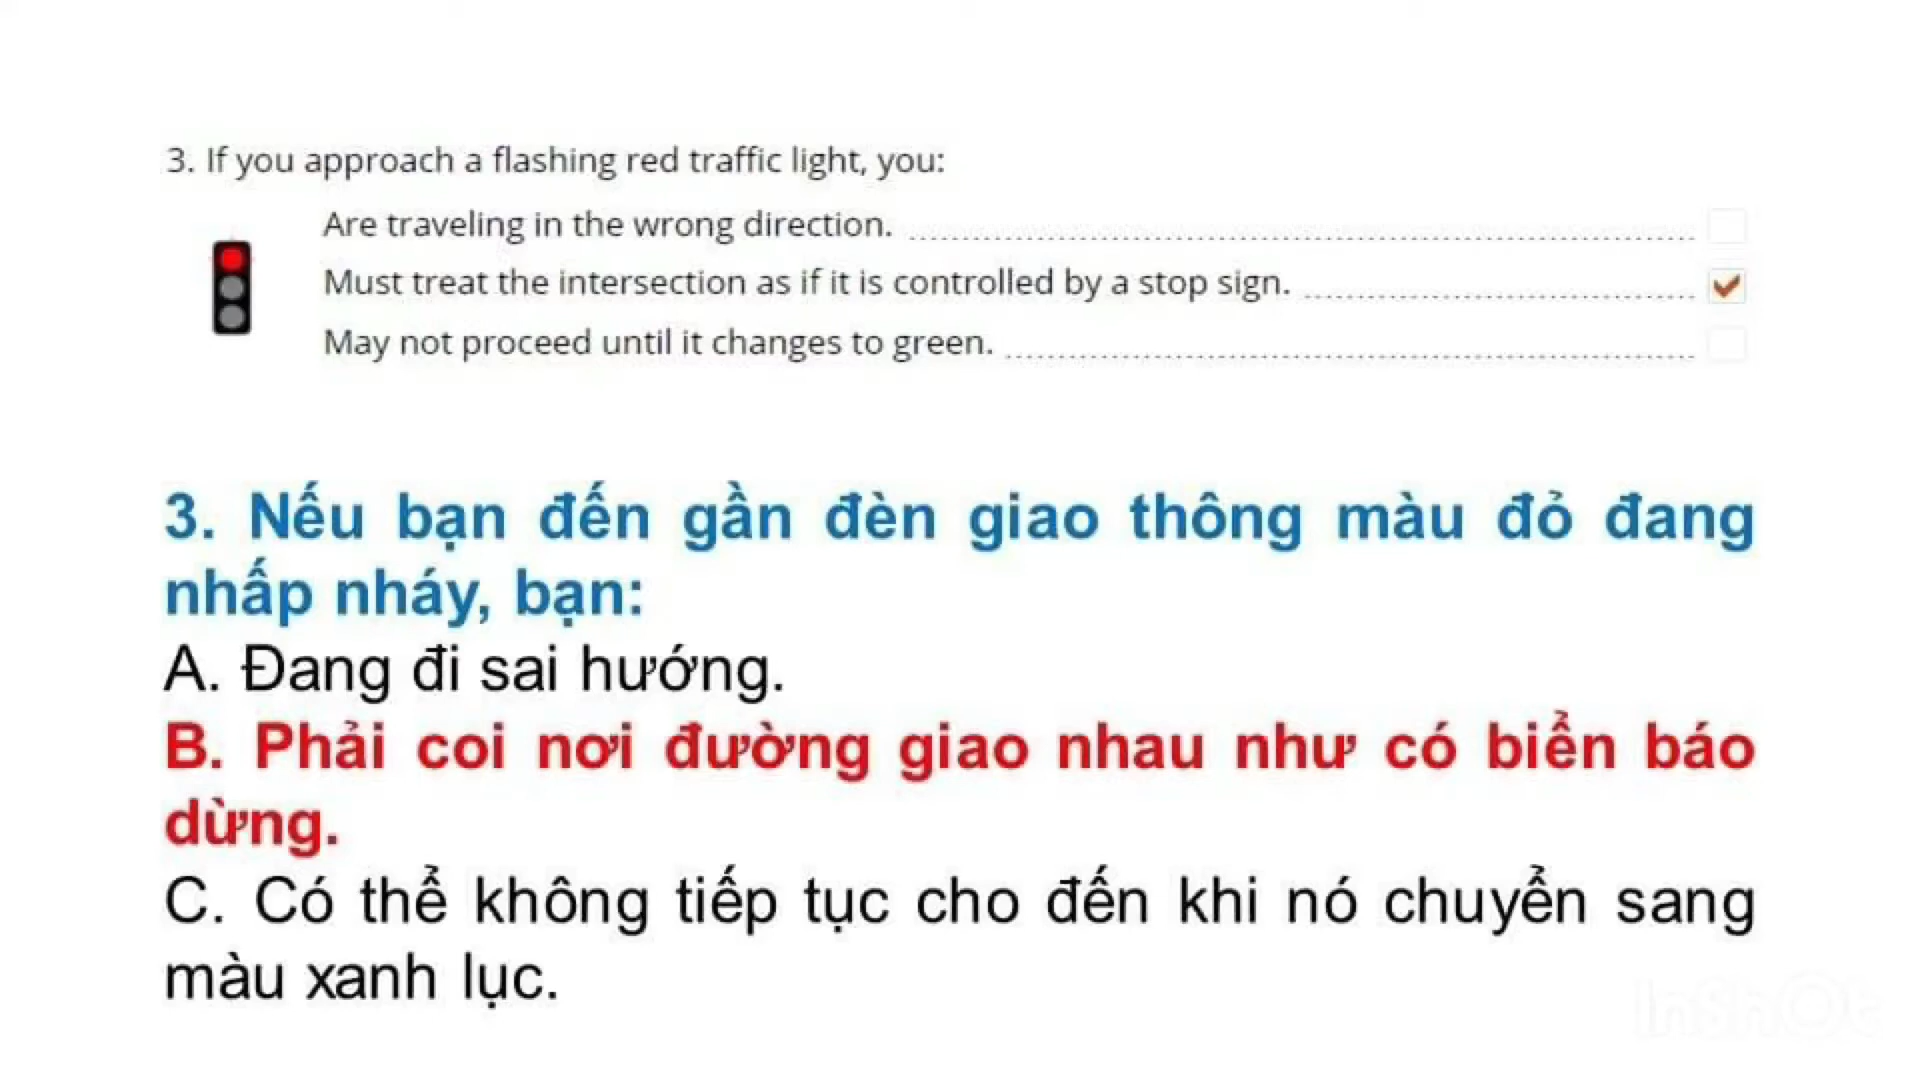 3. If you approach a flashing red traffic light, you:
Are traveling in the wrong direction.
Must treat the intersection as if it is controlled by a stop sign.
May not proceed until it changes to green.
3. Nếu bạn đến gần đèn giao thông màu đỏ đang
nhấp nháy, bạn:
A. Đang đi sai hướng.
B. Phải coi nơi đường giao nhau như có biển báo
dừng.
C. Có thể không tiếp tục cho đến khi nó chuyển sang
màu xanh lục.
InShOt